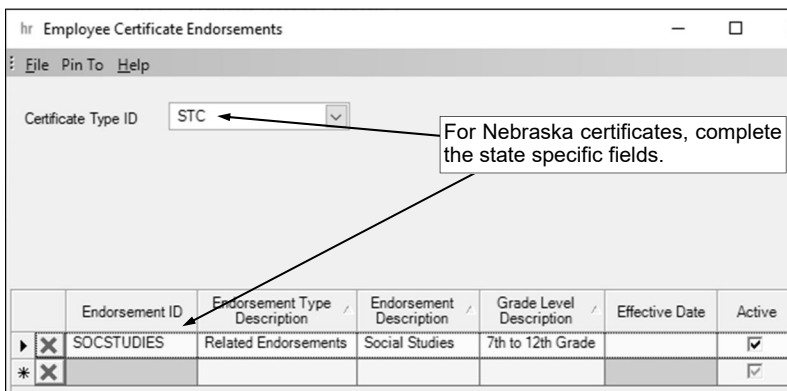 hr Employee Certificate Endorsements
File Pin To Help
Certificate Type ID STC
For Nebraska certificates, complete
the state specific fields.
Endorsement ID Endorsement Type Description Endorsement Description Grade Level Description Effective Date Active
SOCSTUDIES Related Endorsements Social Studies 7th to 12th Grade